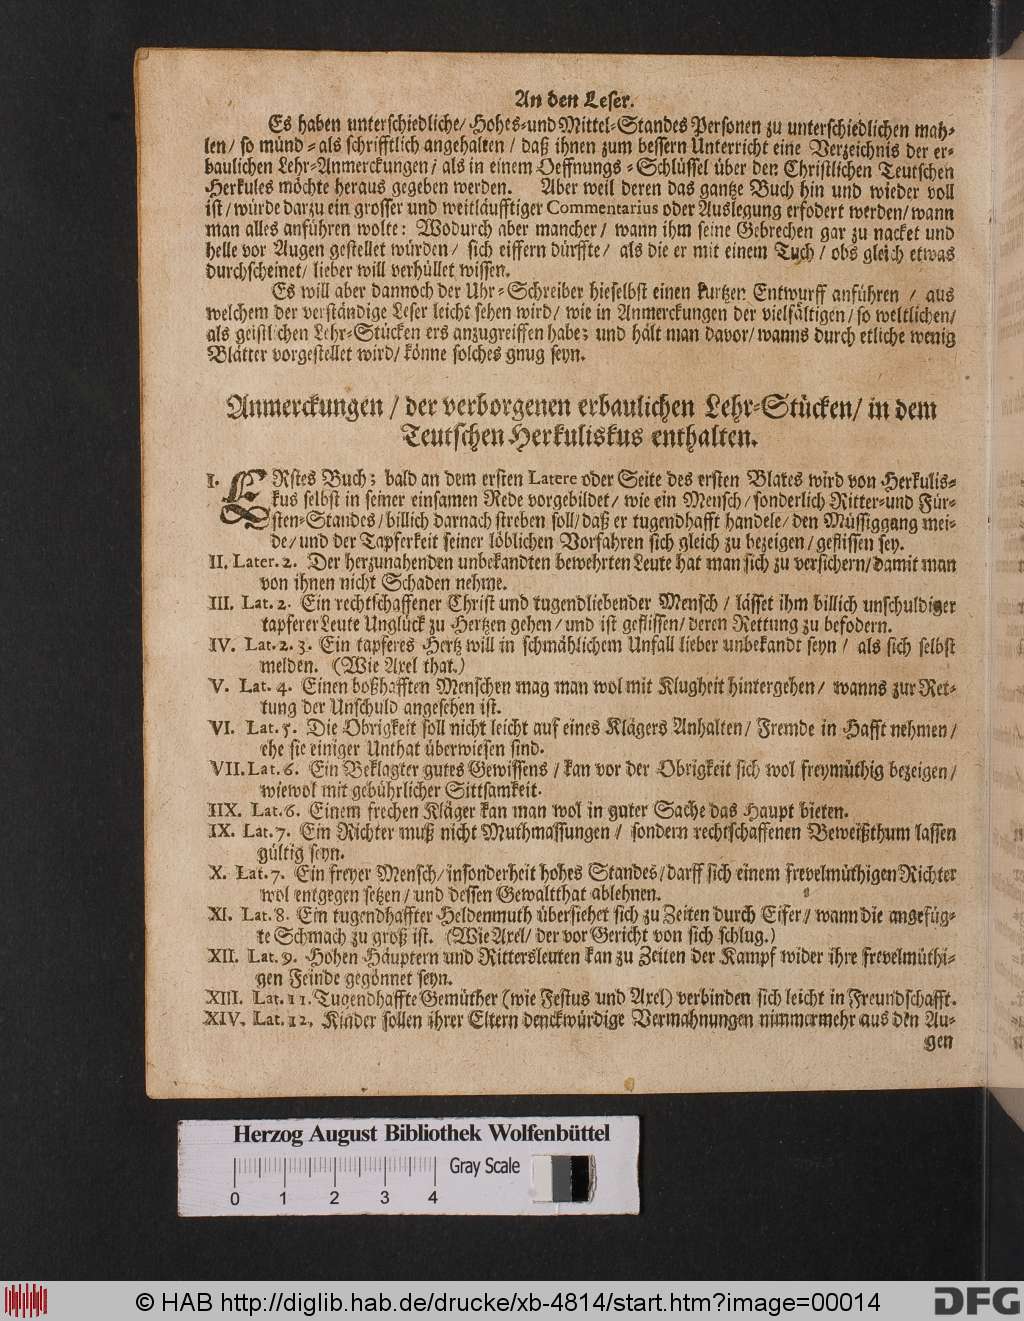 An den Leser.
Es haben unterschiedliche/ Hohes-und Mittel-Standes Personen zu unterschiedlichen mah-
len/ so münd-als schrifftlich angehalten/ daß ihnen zum bessern Unterricht eine Verzeichnis der er-
baulichen Lehr-Anmerckungen/ als in einem Oeffnungs-Schlüssel über den Christlichen Teutschen
Herkules möchte heraus gegeben werden. Aber weil deren das gantze Buch hin und wieder voll
ist/ würde darzu ein grosser und weitläufftiger Commentarius oder Auslegung erfodert werden/ wann
man alles anführen wolte: Wodurch aber mancher/ wann ihm seine Gebrechen gar zu nacket und
helle vor Augen gestellet würden/ sich eiffern dürffte/ als die er mit einem Tuch/ obs gleich etwas
durchscheinet/ lieber will verhüllet wissen.
Es will aber dannoch der Uhr-Schreiber hieselbst einen kurtzen Entwurff anführen/ aus
welchem der verständige Leser leicht sehen wird/ wie in Anmerckungen der vielfältigen/ so weltlichen/
als geistlichen Lehr-Stücken ers anzugreiffen habe; und hält man davor/ wanns durch etliche wenig
Blätter vorgestellet wird/ könne solches gnug seyn.
Anmerckungen/ der verborgenen erbaulichen Lehr-Stücken/ in dem
Teutschen Herkuliskus enthalten.
I. ERstes Buch; bald an dem ersten Latere oder Seite des ersten Blates wird von Herkulis-
kus selbst in seiner einsamen Rede vorgebildet/ wie ein Mensch/ sonderlich Ritter-und Für-
sten-Standes/ billich darnach streben soll/ daß er tugendhafft handele/ den Müssiggang mei-
de/ und der Tapferkeit seiner löblichen Vorfahren sich gleich zu bezeigen/ geflissen sey.
II. Later. 2. Der herzunahenden unbekandten bewehrten Leute hat man sich zu versichern/ damit man
von ihnen nicht Schaden nehme.
III. Lat. 2. Ein rechtschaffener Christ und tugendliebender Mensch/ lässet ihm billich unschuldiger
tapferer Leute Unglück zu Hertzen gehen/ und ist geflissen/ deren Rettung zu befodern.
IV. Lat. 2. 3. Ein tapferes Hertz will in schmählichem Unfall lieber unbekandt seyn/ als sich selbst
melden. (Wie Axel that.)
V. Lat. 4. Einen boßhafften Menschen mag man wol mit Klugheit hintergehen/ wanns zur Ret-
tung der Unschuld angesehen ist.
VI. Lat. 5. Die Obrigkeit soll nicht leicht auf eines Klägers Anhalten/ Fremde in Hafft nehmen/
ehe sie einiger Unthat überwiesen sind.
VII. Lat. 6. Ein Beklagter gutes Gewissens/ kan vor der Obrigkeit sich wol freymüthig bezeigen/
wiewol mit gebührlicher Sittsamkeit.
IIX. Lat. 6. Einem frechen Kläger kan man wol in guter Sache das Haupt bieten.
IX. Lat. 7. Ein Richter muß nicht Muthmassungen/ sondern rechtschaffenen Beweißthum lassen
gültig seyn.
X. Lat. 7. Ein freyer Mensch/ insonderheit hohes Standes/ darff sich einem frevelmüthigen Richter
wol entgegen setzen/ und dessen Gewaltthat ablehnen.
XI. Lat. 8. Ein tugendhaffter Heldenmuth übersiehet sich zu Zeiten durch Eifer/ wann die angefüg-
te Schmach zu groß ist. (Wie Axel/ der vor Gericht von sich schlug.)
XII. Lat. 9. Hohen Häuptern und Rittersleuten kan zu Zeiten der Kampf wider ihre frevelmüthi-
gen Feinde gegönnet seyn.
XIII. Lat. 11. Tugendhaffte Gemüther (wie Festus und Axel) verbinden sich leicht in Freundschafft.
XIV. Lat. 12. Kinder sollen ihrer Eltern denckwürdige Vermahnungen nimmermehr aus den Au-
gen
Herzog August Bibliothek Wolfenbüttel
Gray Scale
0 1 2 3 4
© HAB http://diglib.hab.de/drucke/xb-4814/start.htm?image=00014
DFG